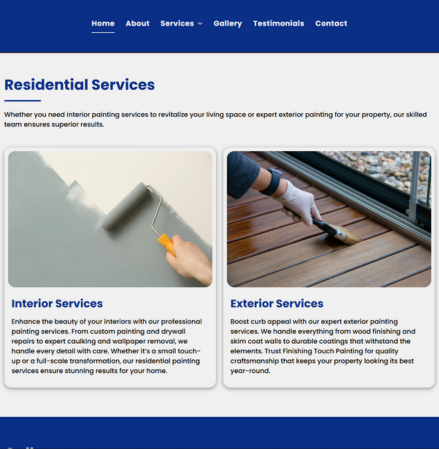 Home About Services Gallery Testimonials Contact
Residential Services
Whether you need interior painting services to revitalize your living space or expert exterior painting for your property, our skilled
team ensures superior results.
Interior Services
Enhance the beauty of your interiors with our professional
painting services. From custom painting and drywall
repairs to expert caulking and wallpaper removal, we
handle every detail with care. Whether it's a small touch-
up or a full-scale transformation, our residential painting
services ensure stunning results for your home.
Exterior Services
Boost curb appeal with our expert exterior painting
services. We handle everything from wood finishing and
skim coat walls to durable coatings that withstand the
elements. Trust Finishing Touch Painting for quality
craftsmanship that keeps your property looking its best
year-round.